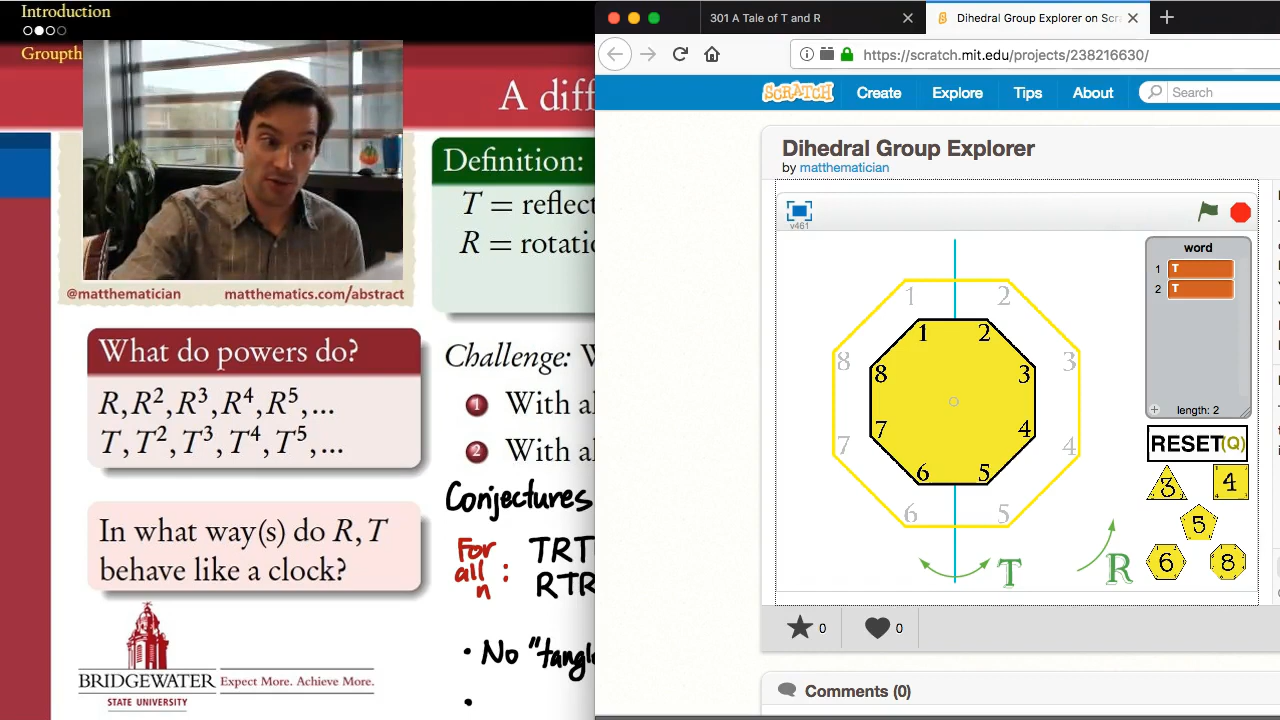 Introduction
Groupth
A diff
@matthematician
matthematics.com/abstract
Definition:
T = reflect
R = rotatio
What do powers do?
R, R², R³, R⁴, R⁵, ...
T, T², T³, T⁴, T⁵, ...
In what way(s) do R, T
behave like a clock?
BRIDGEWATER
STATE UNIVERSITY
Expect More. Achieve More.
Challenge: W
1 With al
2 With al
Conjectures
For all n : TRT
RTR
• No "tangl
•
301 A Tale of T and R
Dihedral Group Explorer on Scra
https://scratch.mit.edu/projects/238216630/
SCRATCH
Create
Explore
Tips
About
Search
Dihedral Group Explorer
by matthematician
v461
1 2 3 4 5 6 7 8
1 2 3 4 5 6 7 8
T
R
word
1 T
2 T
+ length: 2
RESET(Q)
3 4
5
6 8
0
0
Comments (0)